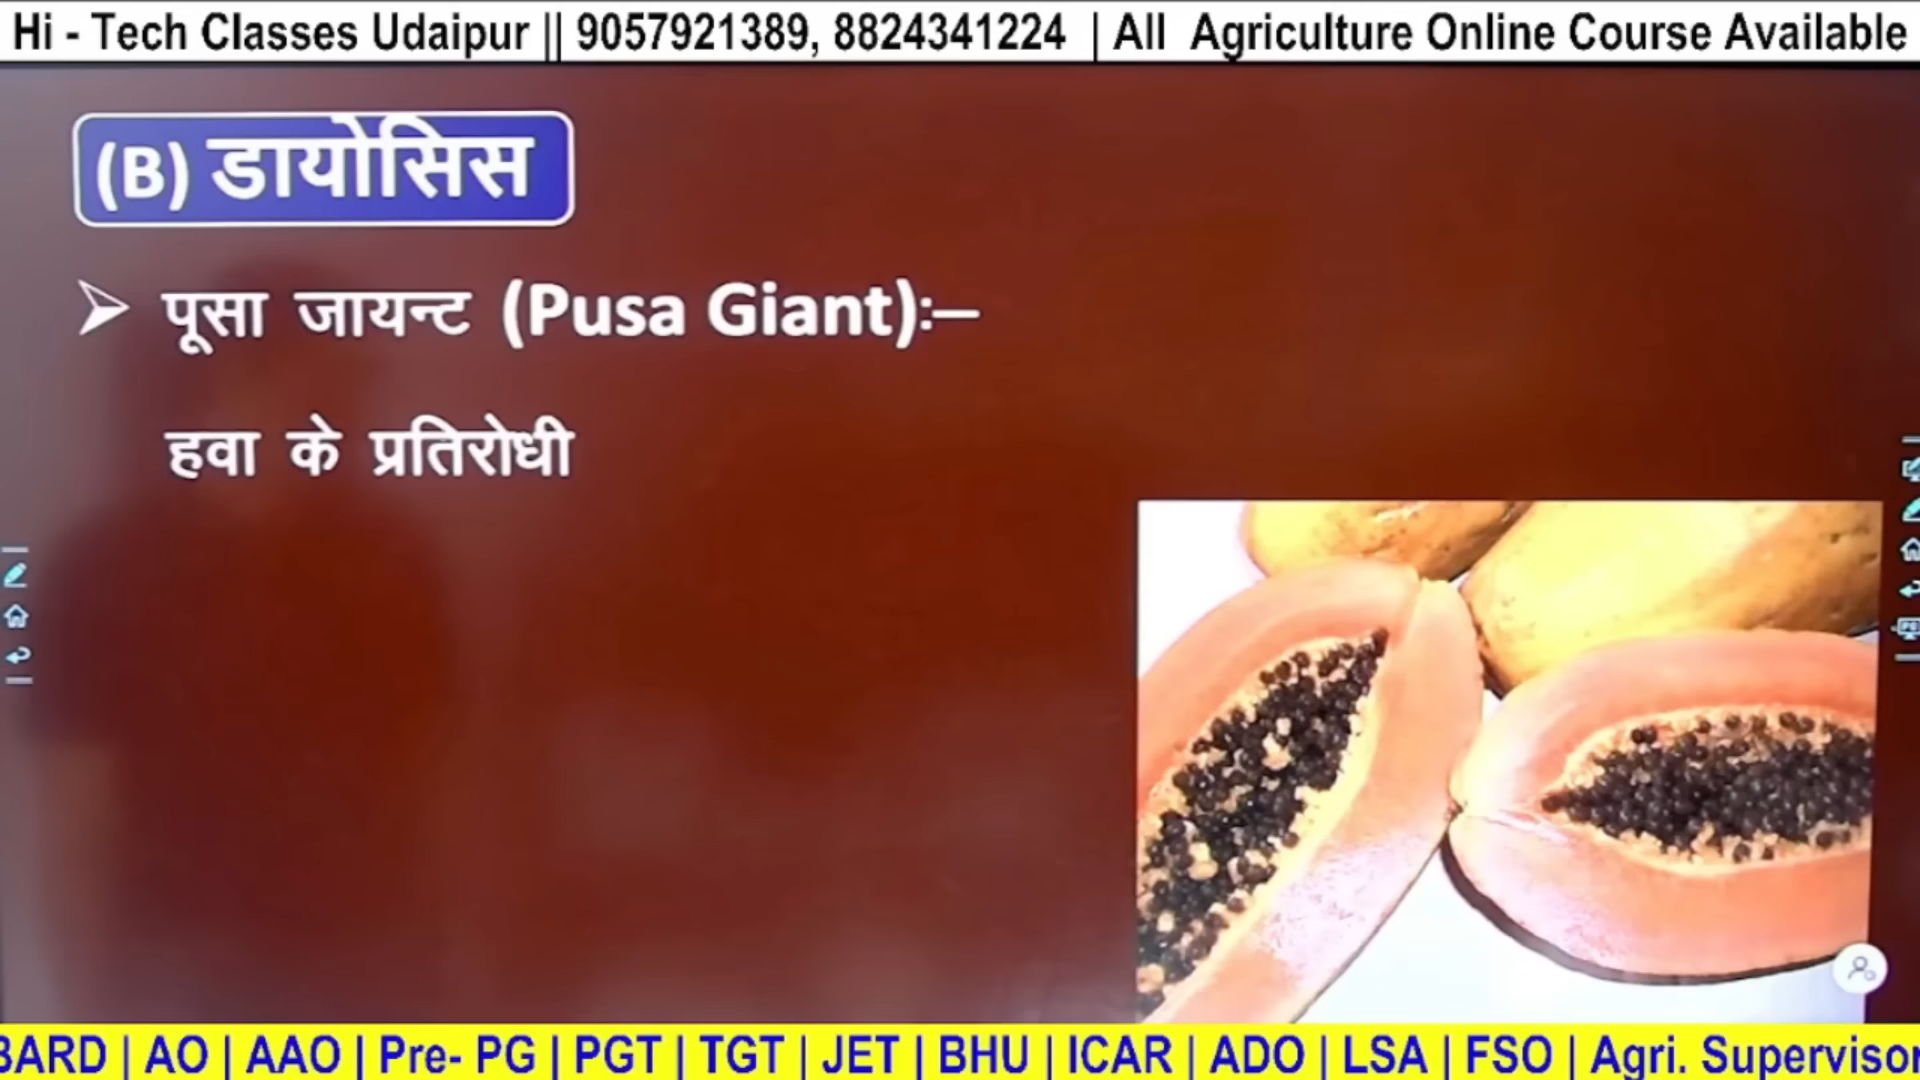 Hi - Tech Classes Udaipur || 9057921389, 8824341224 | All Agriculture Online Course Available
(B) डायोसिस
➢ पूसा जायन्ट (Pusa Giant):–
हवा के प्रतिरोधी
| AO | AAO | Pre- PG | PGT | TGT | JET | BHU | ICAR | ADO | LSA | FSO | Agri. Supervisor